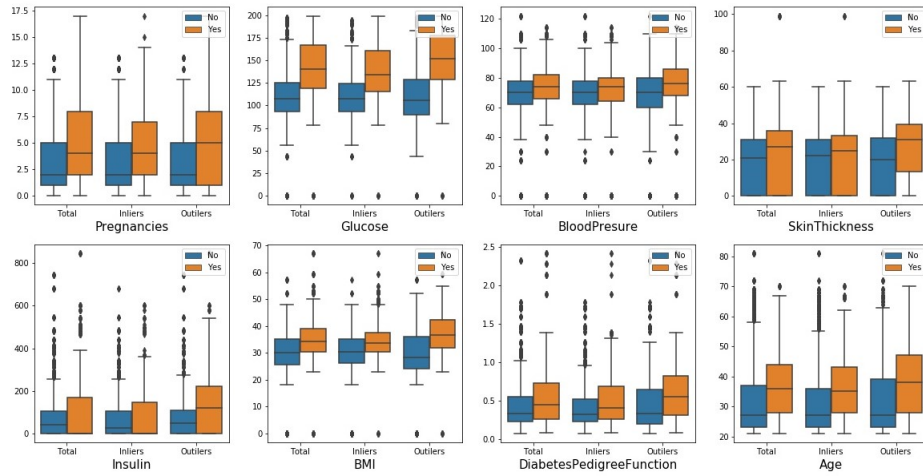 No
Yes
17.5
15.0
12.5
10.0
7.5
5.0
2.5
0.0
Total Inliers Outilers
Pregnancies
No
Yes
200
175
150
125
100
75
50
25
0
Total Inliers Outilers
Glucose
No
Yes
120
100
80
60
40
20
0
Total Inliers Outilers
BloodPresure
No
Yes
100
80
60
40
20
0
Total Inliers Outilers
SkinThickness
No
Yes
800
600
400
200
0
Total Inliers Outilers
Insulin
No
Yes
70
60
50
40
30
20
10
0
Total Inliers Outilers
BMI
No
Yes
2.5
2.0
1.5
1.0
0.5
0.0
Total Inliers Outilers
DiabetesPedigreeFunction
No
Yes
80
70
60
50
40
30
20
Total Inliers Outilers
Age